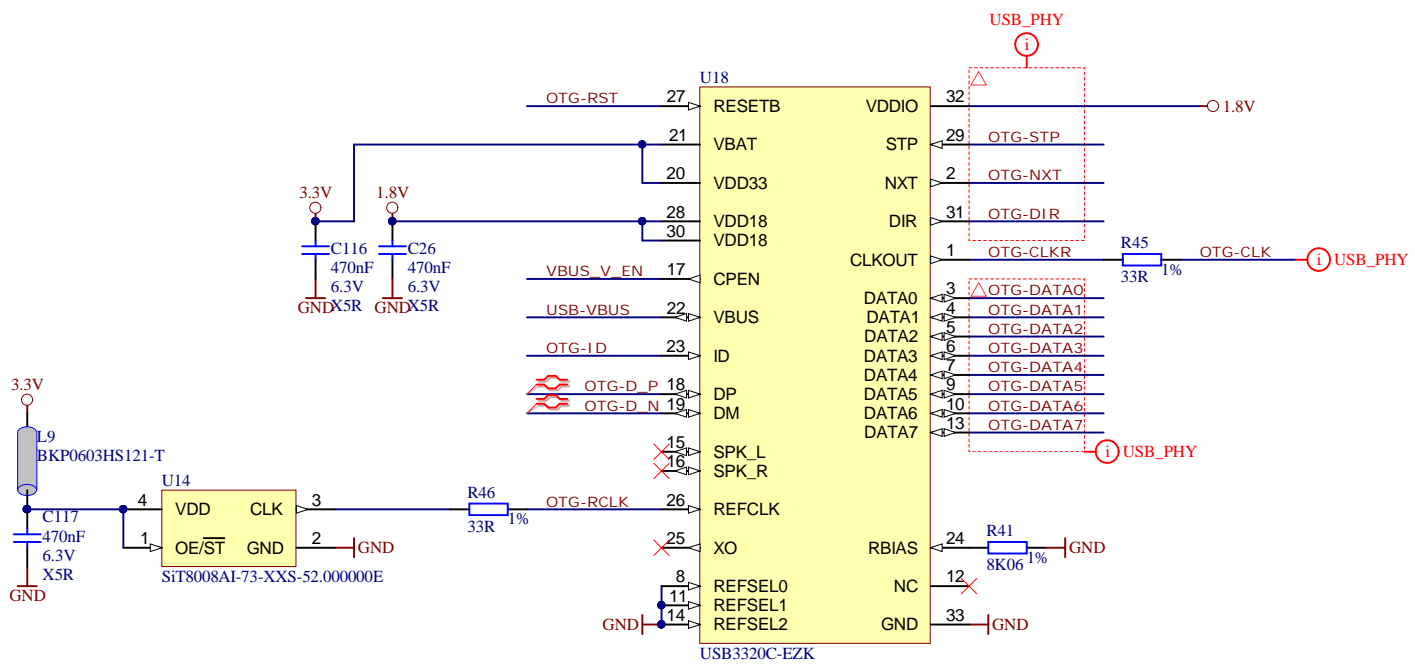 USB_PHY
i
U18
OTG-RST 27 RESETB VDDIO 32 1.8V
21 VBAT STP 29 OTG-STP
20 VDD33 NXT 2 OTG-NXT
3.3V 1.8V
28 VDD18 DIR 31 OTG-DIR
30 VDD18
C116 C26
470nF 470nF
6.3V 6.3V
X5R X5R
GND GND
CLKOUT 1 OTG-CLKR R45 33R 1% OTG-CLK i USB_PHY
VBUS_V_EN 17 CPEN
DATA0 3 OTG-DATA0
USB-VBUS 22 VBUS DATA1 4 OTG-DATA1
DATA2 5 OTG-DATA2
OTG-ID 23 ID DATA3 6 OTG-DATA3
DATA4 7 OTG-DATA4
OTG-D_P 18 DP DATA5 9 OTG-DATA5
OTG-D_N 19 DM DATA6 10 OTG-DATA6
DATA7 13 OTG-DATA7
i USB_PHY
15 SPK_L
16 SPK_R
3.3V
L9
BKP0603HS121-T
U14
4 VDD CLK 3 R46 33R 1% OTG-RCLK 26 REFCLK
C117
470nF
6.3V
X5R
GND
1 OE/ST GND 2 GND
SiT8008AI-73-XXS-52.000000E
25 XO RBIAS 24 R41 8K06 1% GND
8 REFSEL0 NC 12
11 REFSEL1
GND 14 REFSEL2 GND 33 GND
USB3320C-EZK